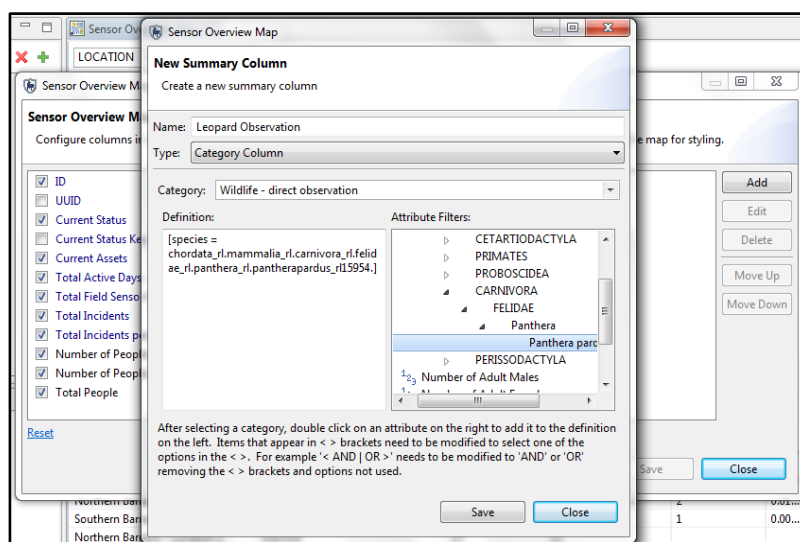 Sensor Ov
LOCATION
Sensor Overview M
Sensor Overview M
Configure columns i
e map for styling.
ID
UUID
Current Status
Current Status Ke
Current Assets
Total Active Days
Total Field Senso
Total Incidents
Total Incidents p
Number of Peopl
Number of Peopl
Total People
Reset
Add
Edit
Delete
Move Up
Move Down
Save
Close
Sensor Overview Map
New Summary Column
Create a new summary column
Name: Leopard Observation
Type: Category Column
Category: Wildlife - direct observation
Definition:
[species =
chordata_rl.mammalia_rl.carnivora_rl.felid
ae_rl.panthera_rl.pantherapardus_rl15954.]
Attribute Filters:
CETARTIODACTYLA
PRIMATES
PROBOSCIDEA
CARNIVORA
FELIDAE
Panthera
Panthera parc
PERISSODACTYLA
Number of Adult Males
After selecting a category, double click on an attribute on the right to add it to the definition
on the left. Items that appear in < > brackets need to be modified to select one of the
options in the < >. For example '< AND | OR >' needs to be modified to 'AND' or 'OR'
removing the < > brackets and options not used.
Save
Close
Northern Bar
2
Southern Bar
1
0.00...
Northern Bar